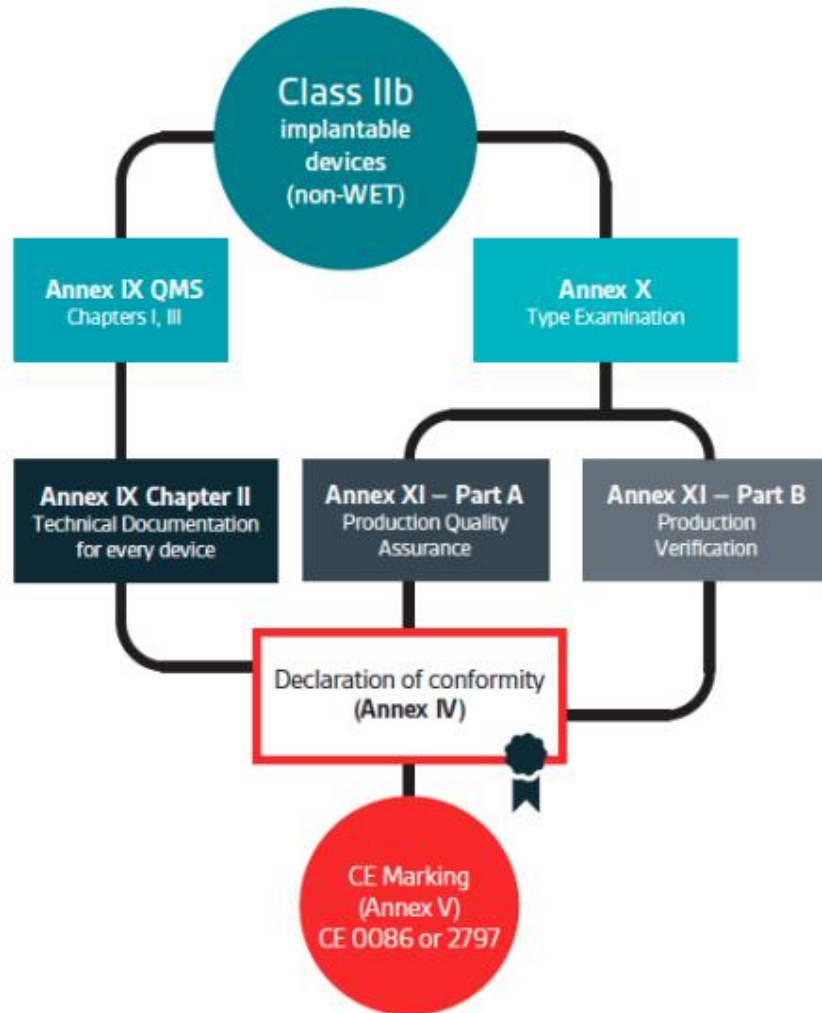 Class IIb
implantable
devices
(non-WET)
Annex IX QMS
Chapters I, III
Annex X
Type Examination
Annex IX Chapter II
Technical Documentation
for every device
Annex XI – Part A
Production Quality
Assurance
Annex XI – Part B
Production
Verification
Declaration of conformity
(Annex IV)
CE Marking
(Annex V)
CE 0086 or 2797